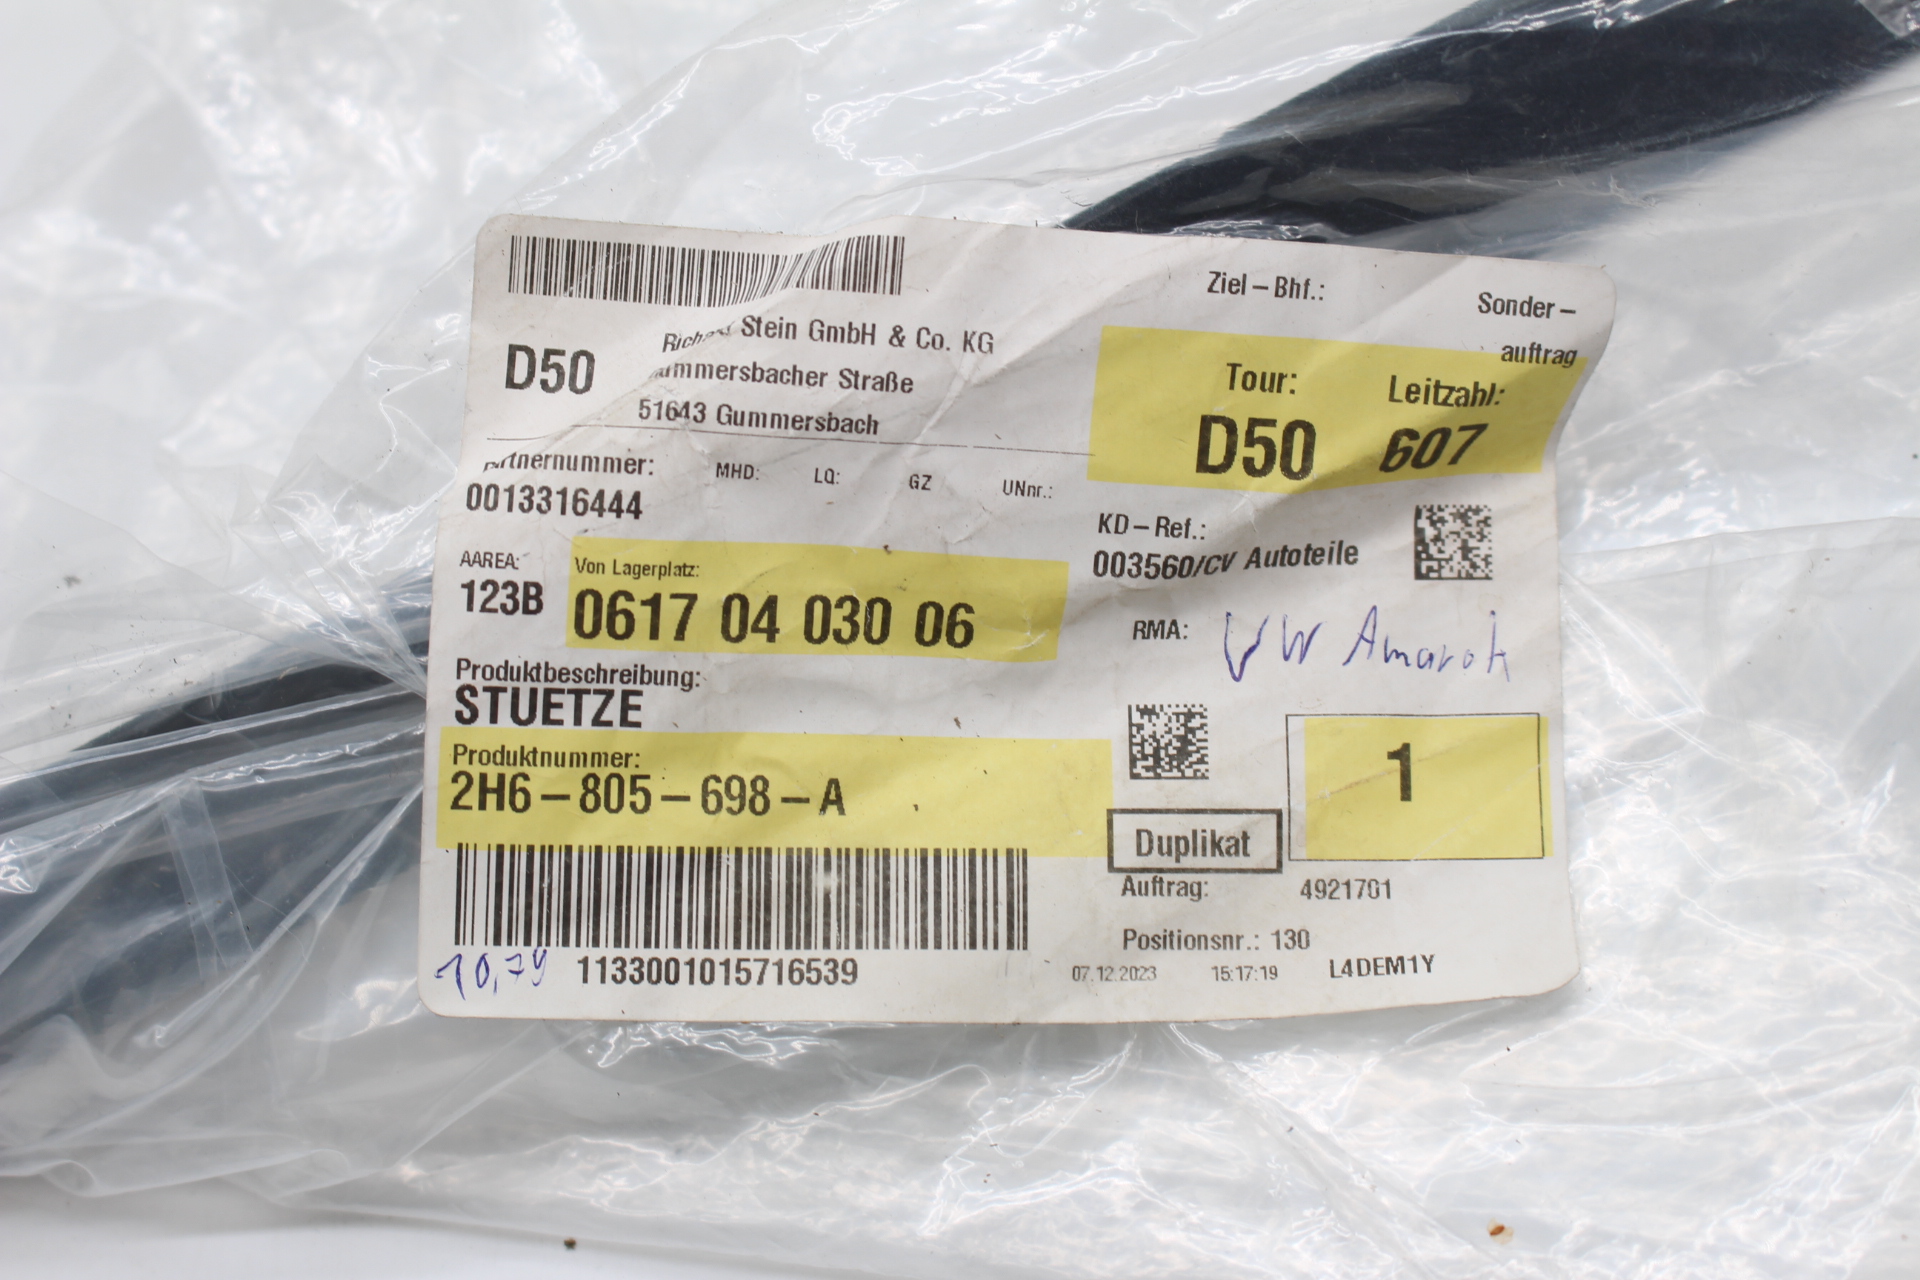 D50
Stein GmbH & Co. KG
Straße
51643 Gummersbach
Ziel-Bhf.:
Sonder-
auftrag
Tour:
Leitzahl:
D50
607
MHD:
LQ:
GZ
UNnr.:
0013316444
KD-Ref.:
003560/CV Autoteile
AAREA:
123B
Von Lagerplatz:
0617 04 030 06
RMA:
VW Amarok
Produktbeschreibung:
STUETZE
Produktnummer:
2H6-805-698-A
1
Duplikat
Auftrag: 4921701
Positionsnr.: 130
10,79
1133001015716539
07.12.2023 15:17:19 L4DEM1Y